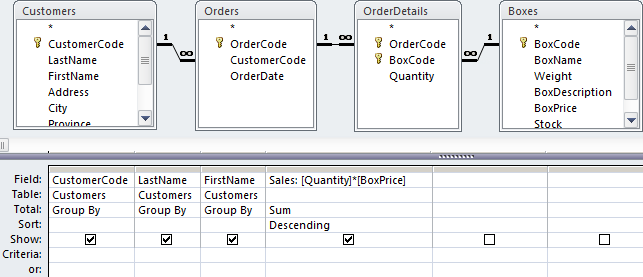 Customers
*
CustomerCode
LastName
FirstName
Address
City
Province
1
∞
Orders
*
OrderCode
CustomerCode
OrderDate
1
∞
OrderDetails
*
OrderCode
BoxCode
Quantity
∞
1
Boxes
*
BoxCode
BoxName
Weight
BoxDescription
BoxPrice
Stock
Field: CustomerCode LastName FirstName Sales: [Quantity]*[BoxPrice]
Table: Customers Customers Customers
Total: Group By Group By Group By Sum
Sort: Descending
Show:
Criteria:
or: